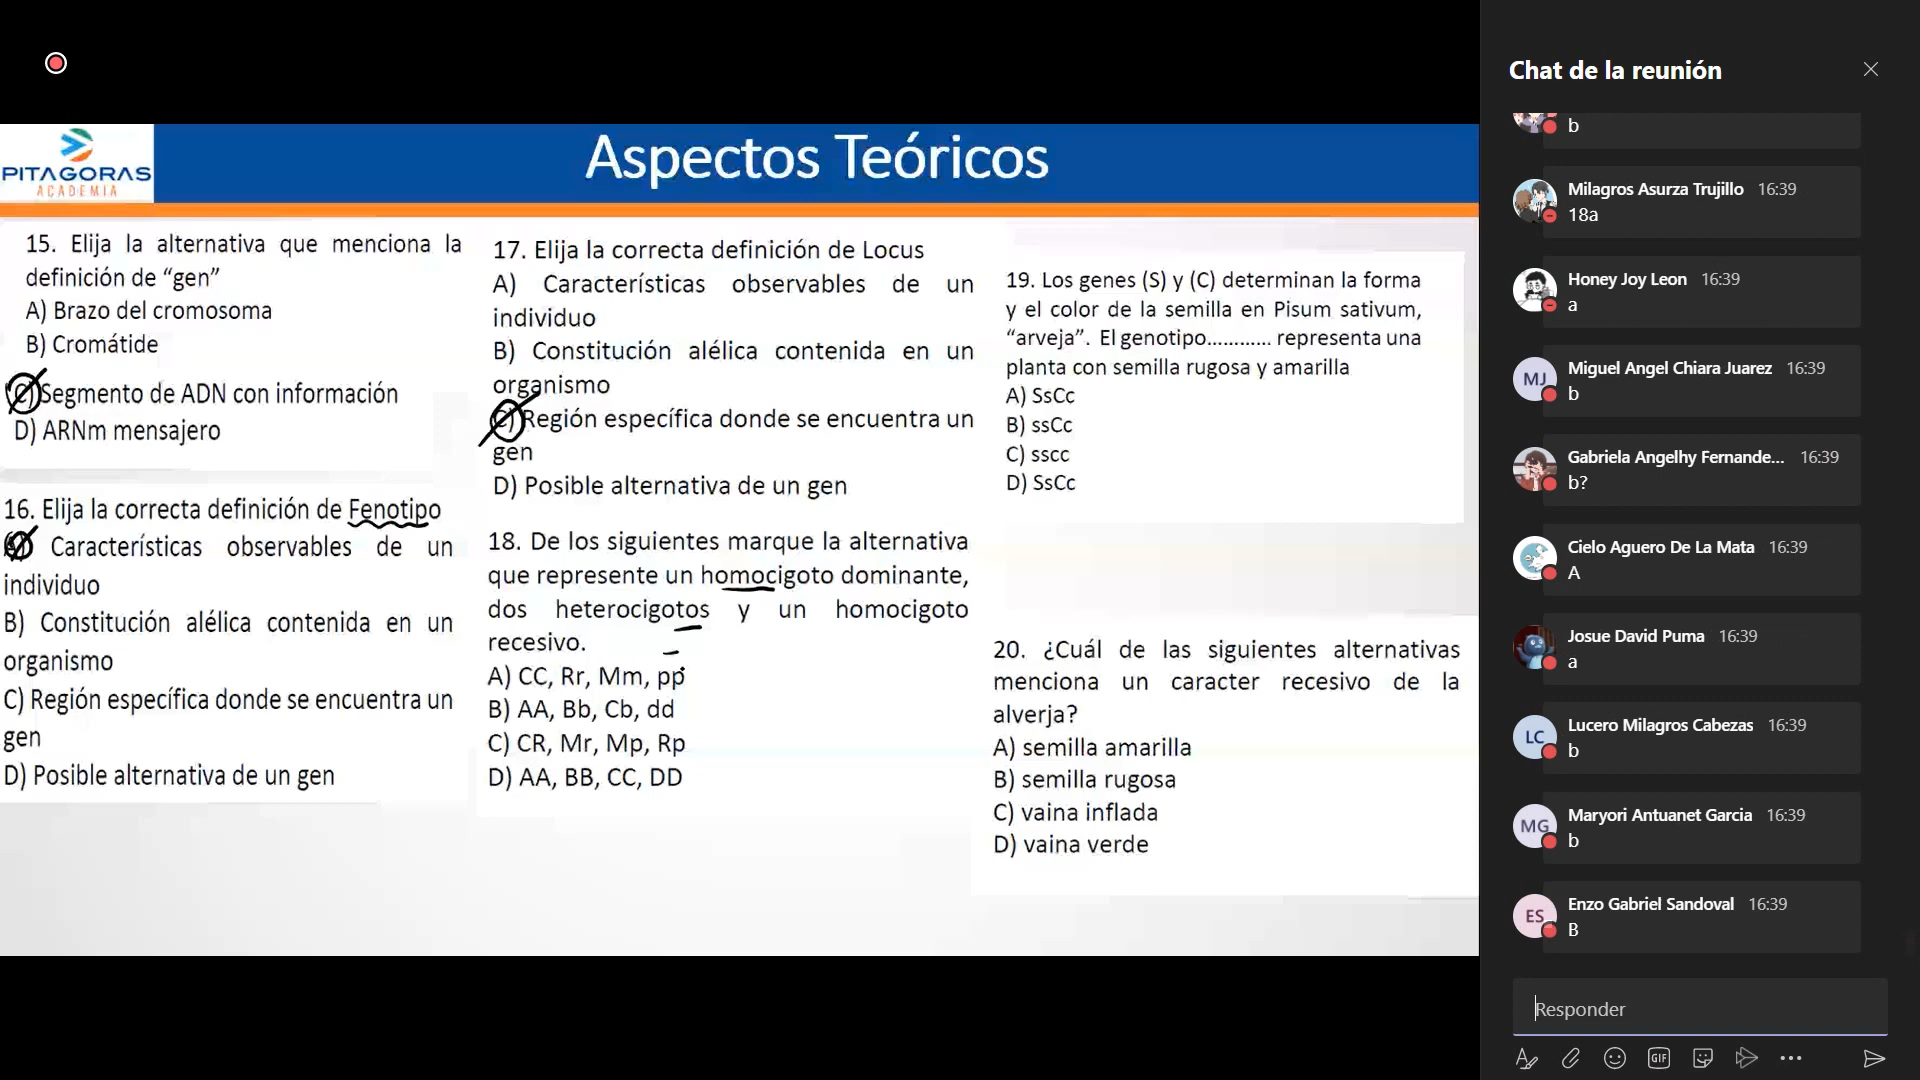 PITAGORAS
ACADEMIA
Aspectos Teóricos
15. Elija la alternativa que menciona la
definición de “gen”
A) Brazo del cromosoma
B) Cromátide
C) Segmento de ADN con información
D) ARNm mensajero
16. Elija la correcta definición de Fenotipo
A) Características observables de un
individuo
B) Constitución alélica contenida en un
organismo
C) Región específica donde se encuentra un
gen
D) Posible alternativa de un gen
17. Elija la correcta definición de Locus
A) Características observables de un
individuo
B) Constitución alélica contenida en un
organismo
C) Región específica donde se encuentra un
gen
D) Posible alternativa de un gen
18. De los siguientes marque la alternativa
que represente un homocigoto dominante,
dos heterocigotos y un homocigoto
recesivo.
A) CC, Rr, Mm, pp
B) AA, Bb, Cb, dd
C) CR, Mr, Mp, Rp
D) AA, BB, CC, DD
19. Los genes (S) y (C) determinan la forma
y el color de la semilla en Pisum sativum,
“arveja”. El genotipo............ representa una
planta con semilla rugosa y amarilla
A) SsCc
B) ssCc
C) sscc
D) SsCc
20. ¿Cuál de las siguientes alternativas
menciona un caracter recesivo de la
alverja?
A) semilla amarilla
B) semilla rugosa
C) vaina inflada
D) vaina verde
Chat de la reunión
b
Milagros Asurza Trujillo 16:39
18a
Honey Joy Leon 16:39
a
MJ
Miguel Angel Chiara Juarez 16:39
b
Gabriela Angelhy Fernande... 16:39
b?
Cielo Aguero De La Mata 16:39
A
Josue David Puma 16:39
a
LC
Lucero Milagros Cabezas 16:39
b
MG
Maryori Antuanet Garcia 16:39
b
ES
Enzo Gabriel Sandoval 16:39
B
Responder
GIF